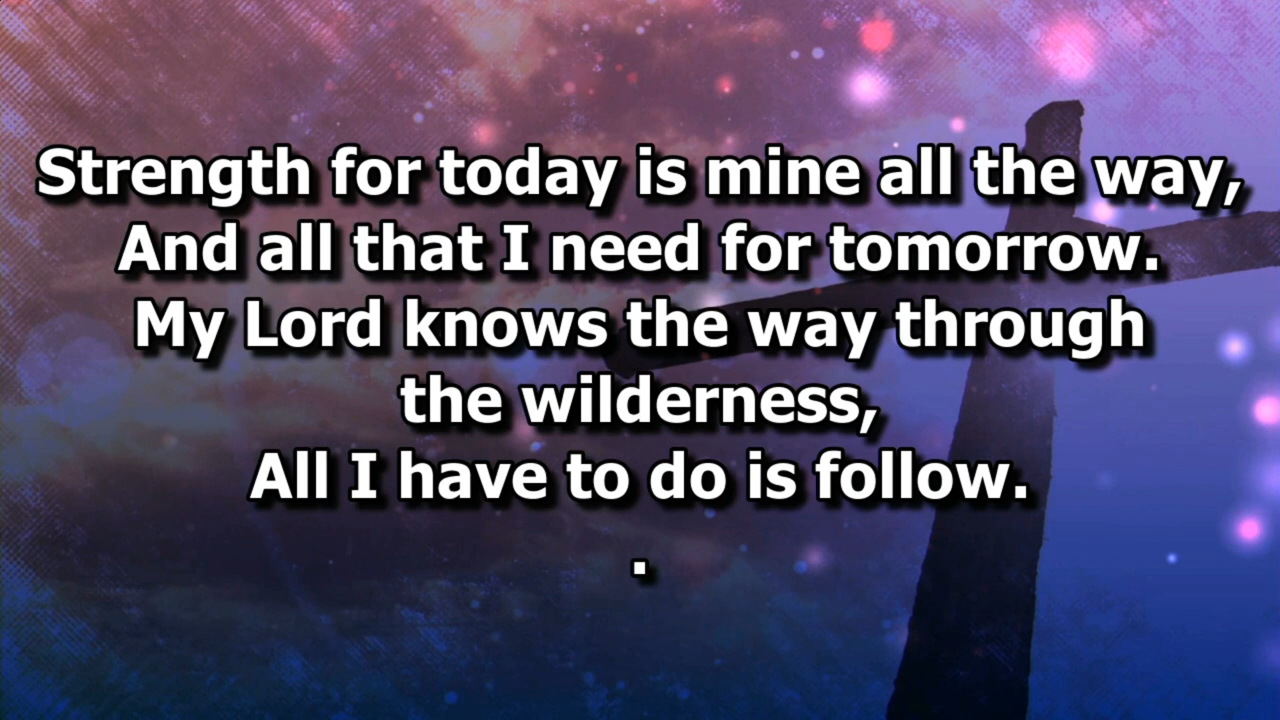 Strength for today is mine all the way,
And all that I need for tomorrow.
My Lord knows the way through
the wilderness,
All I have to do is follow.
.